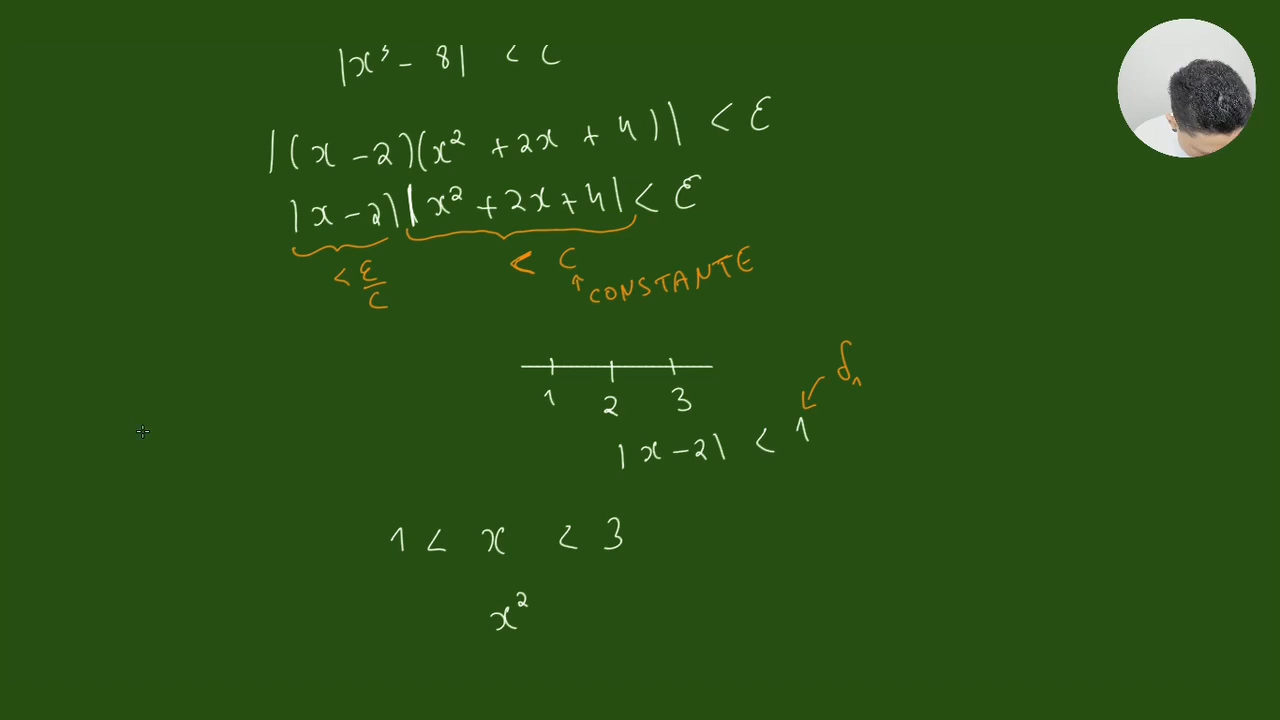 |x³ - 8| < ε
|(x - 2)(x² + 2x + 4)| < ε
|x - 2||x² + 2x + 4| < ε
< ε/C < C
↑ CONSTANTE
δ₁
1 2 3
|x - 2| < 1
1 < x < 3
x²